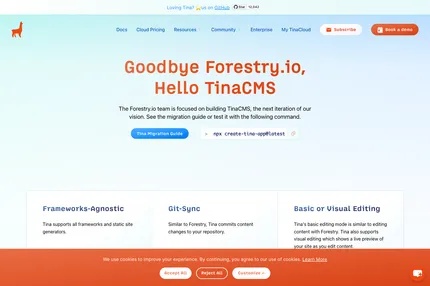 Loving Tina? ⭐ us on GitHub Star
Docs Cloud Pricing Resources Community Enterprise My TinaCloud Subscribe Book a demo
Goodbye Forestry.io,
Hello TinaCMS
The Forestry.io team is focused on building TinaCMS, the next iteration of our
vision. See the migration guide or test it with the following command.
Tina Migration Guide > npx create-tina-app@latest
Frameworks-Agnostic
Tina supports all frameworks and static site
generators.
Git-Sync
Similar to Forestry, Tina commits content
changes to your repository.
Basic or Visual Editing
Tina's basic editing mode is similar to editing
content with Forestry. Tina also supports
visual editing which shows a live preview of
your site as you edit content.
We use cookies to improve your experience. By continuing, you agree to our use of cookies. Learn More
Accept All Reject All Customise